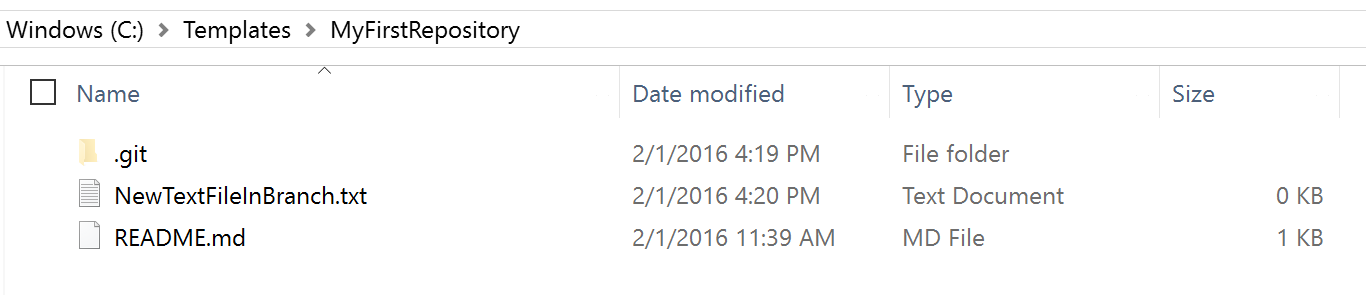 Windows (C:) > Templates > MyFirstRepository
Name Date modified Type Size
.git 2/1/2016 4:19 PM File folder
NewTextFileInBranch.txt 2/1/2016 4:20 PM Text Document 0 KB
README.md 2/1/2016 11:39 AM MD File 1 KB